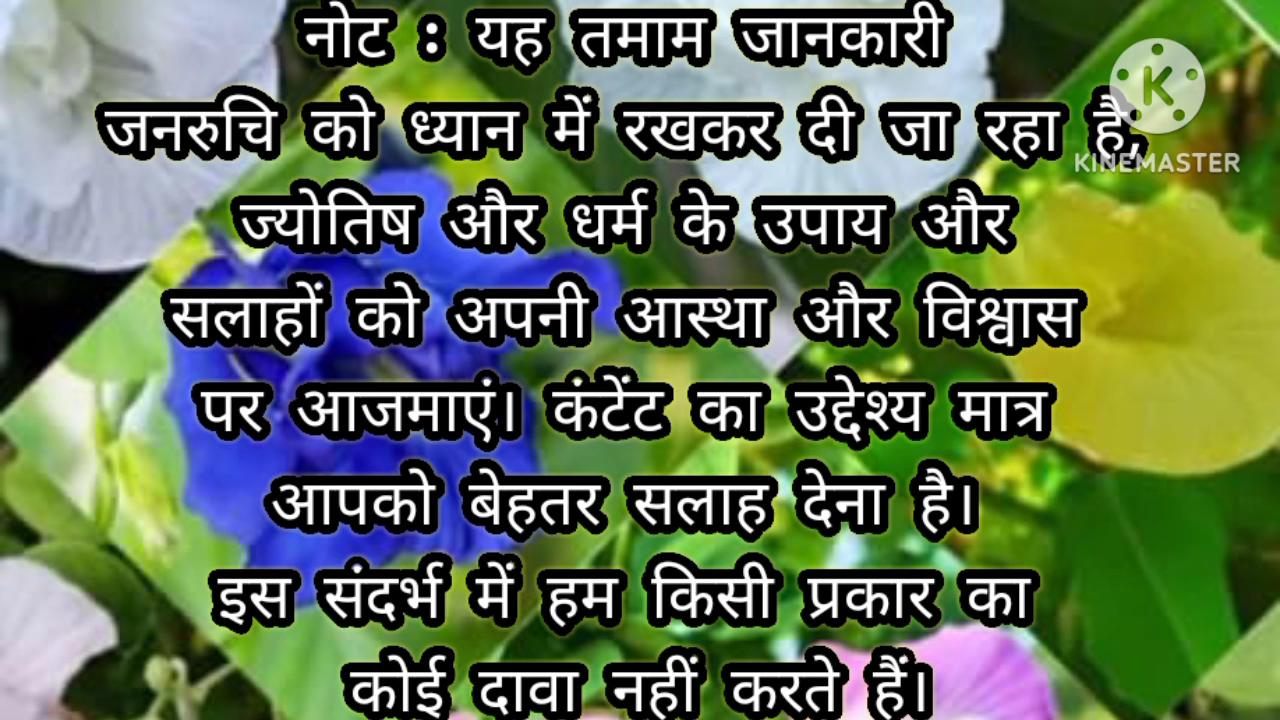 नोट : यह तमाम जानकारी
जनरुचि को ध्यान में रखकर दी जा रहा है,
ज्योतिष और धर्म के उपाय और
सलाहों को अपनी आस्था और विश्वास
पर आजमाएं। कंटेंट का उद्देश्य मात्र
आपको बेहतर सलाह देना है।
इस संदर्भ में हम किसी प्रकार का
कोई दावा नहीं करते हैं।
K
KINEMASTER